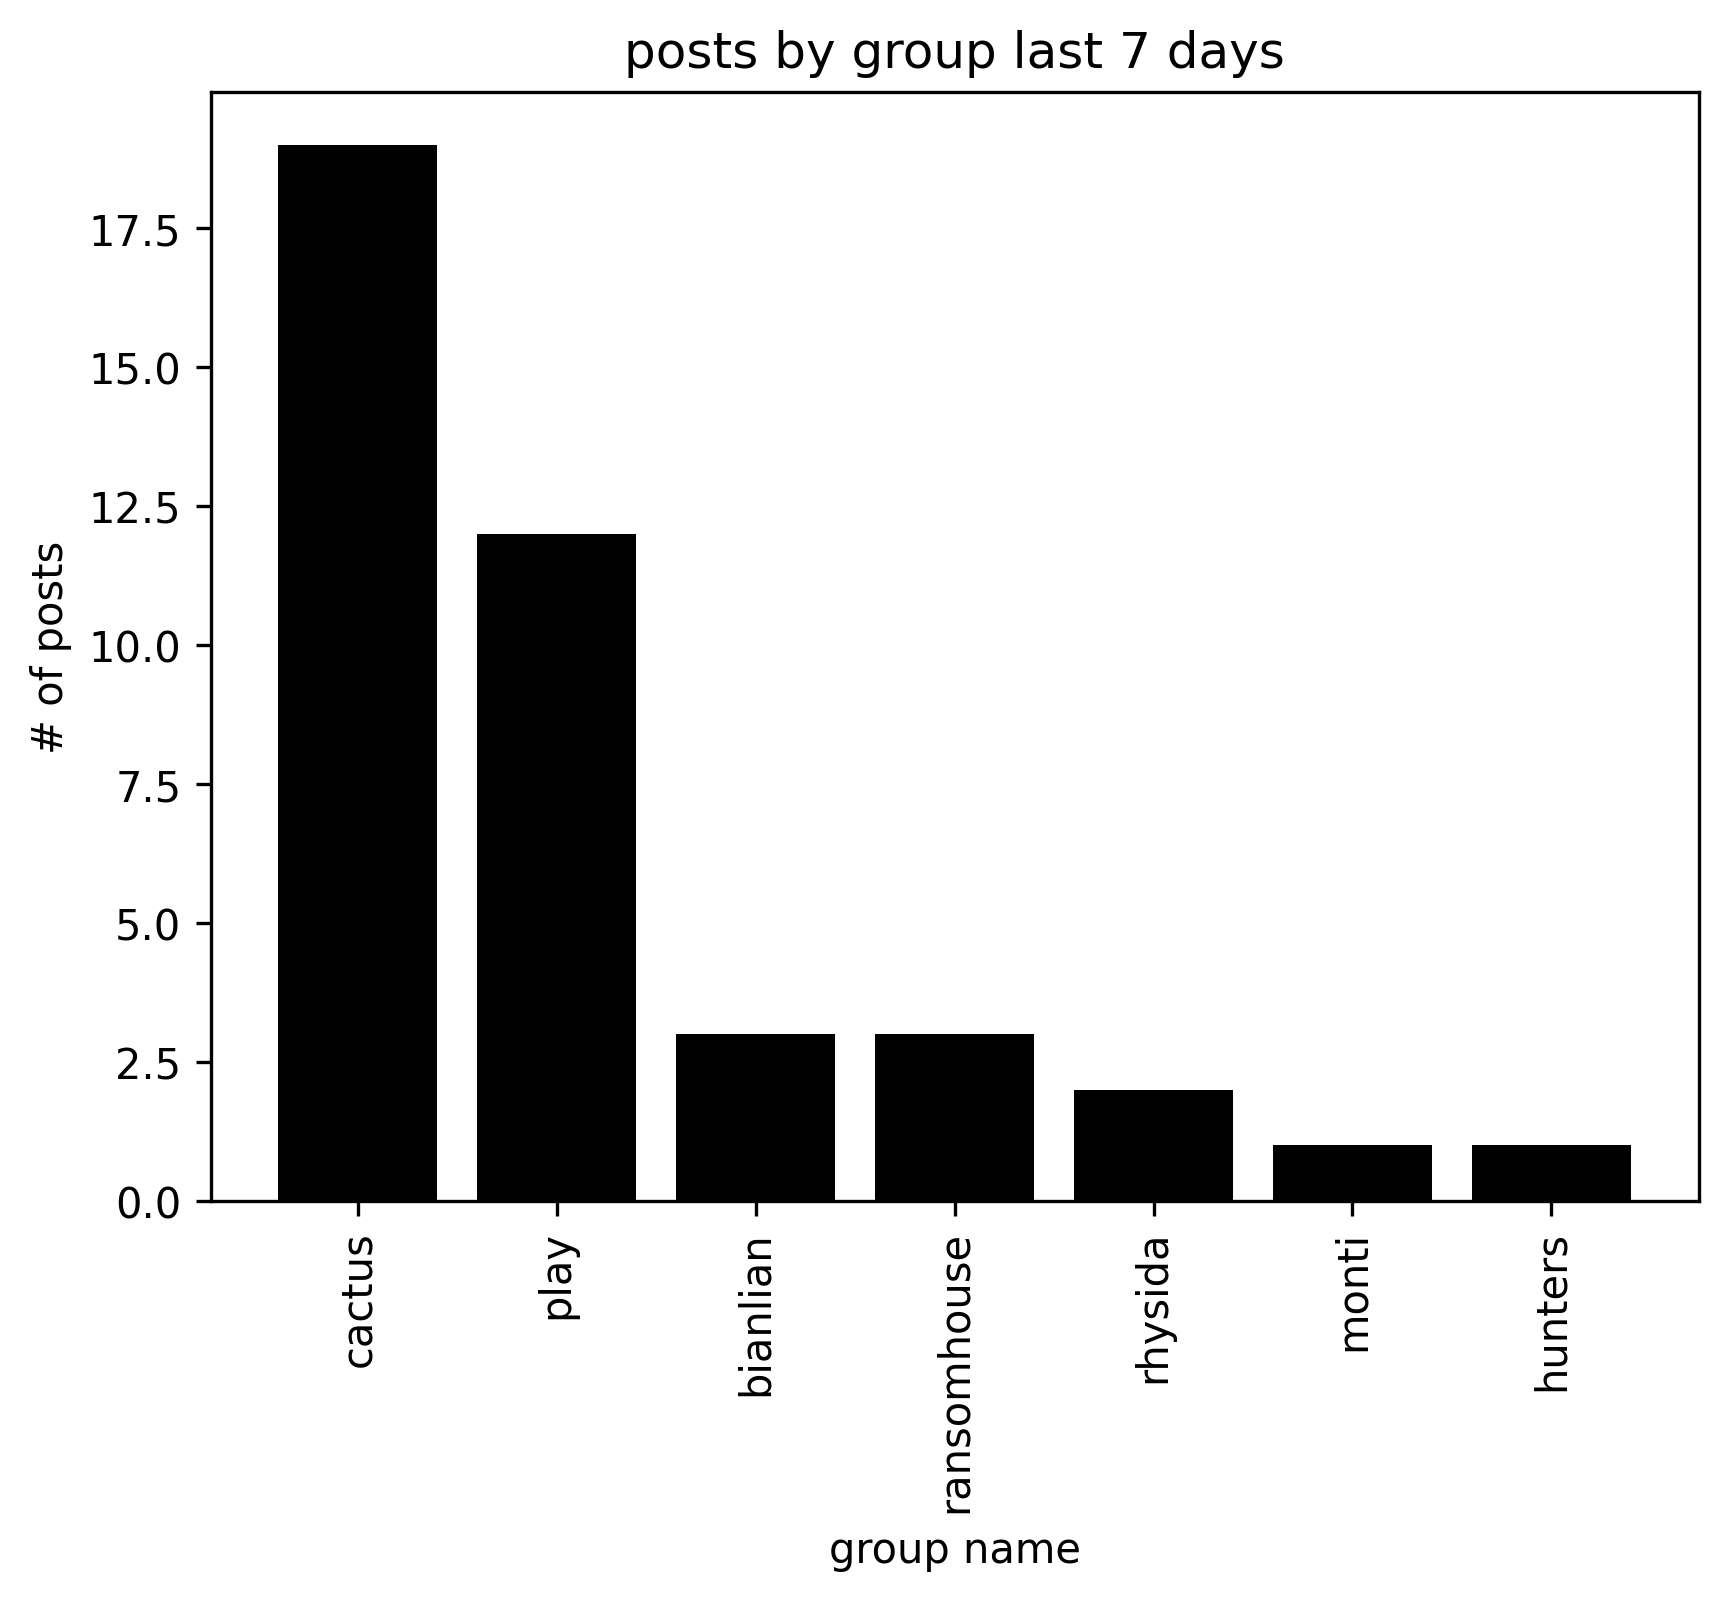 posts by group last 7 days
# of posts
17.5
15.0
12.5
10.0
7.5
5.0
2.5
0.0
cactus
play
bianlian
ransomhouse
rhysida
monti
hunters
group name